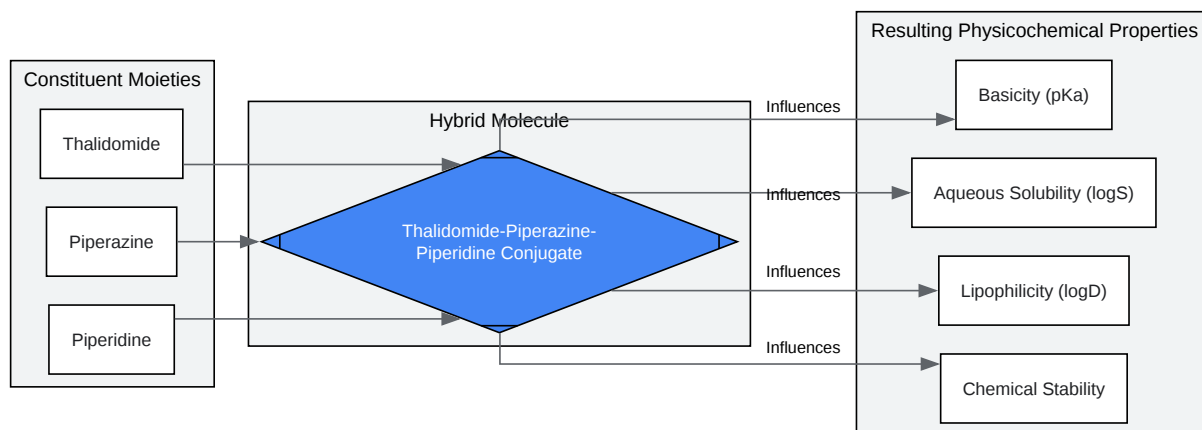 Constituent Moieties
Thalidomide
Piperazine
Piperidine
Hybrid Molecule
Thalidomide-Piperazine-
Piperidine Conjugate
Influences
Influences
Influences
Influences
Resulting Physicochemical Properties
Basicity (pKa)
Aqueous Solubility (logS)
Lipophilicity (logD)
Chemical Stability